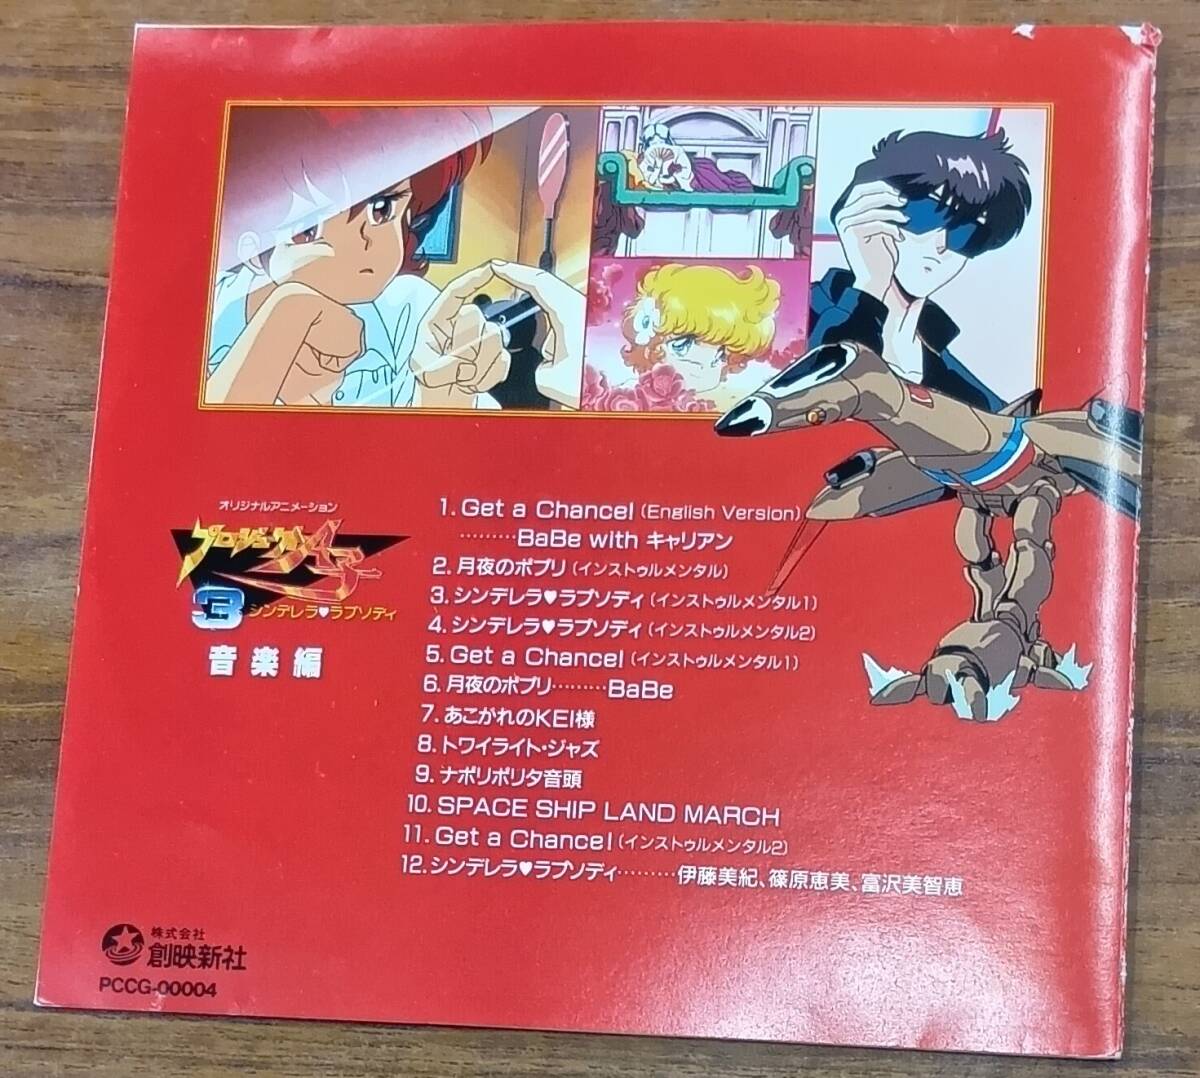 オリジナルアニメーション
プロジェクトA子
3 シンデレラ♥ラプソディ
音楽編
1. Get a Chance! (English Version)
………BaBe with キャリアン
2. 月夜のポプリ (インストゥルメンタル)
3. シンデレラ♥ラプソディ (インストゥルメンタル1)
4. シンデレラ♥ラプソディ (インストゥルメンタル2)
5. Get a Chance! (インストゥルメンタル1)
6. 月夜のポプリ………BaBe
7. あこがれのKEI様
8. トワイライト・ジャズ
9. ナポリポリタ音頭
10. SPACE SHIP LAND MARCH
11. Get a Chance! (インストゥルメンタル2)
12. シンデレラ♥ラプソディ………伊藤美紀、篠原恵美、富沢美智恵
株式会社
創映新社
PCCG-00004